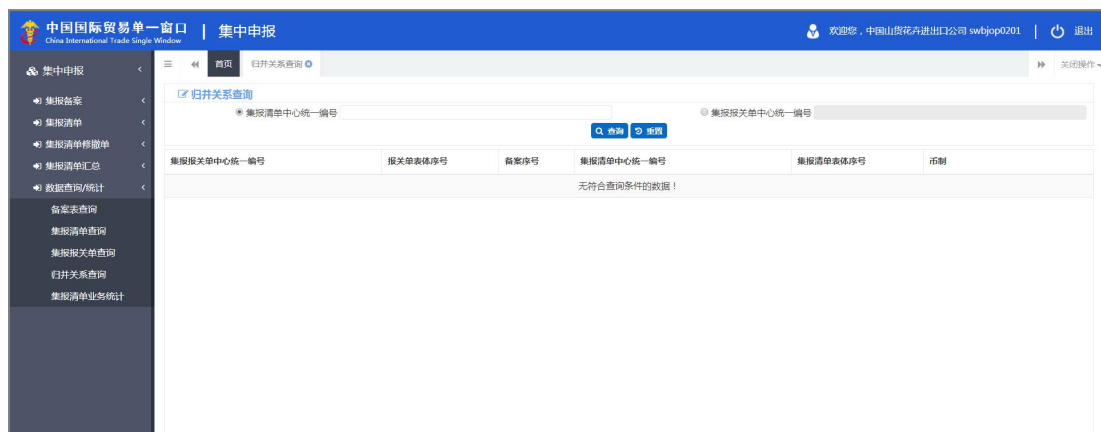 中国国际贸易单一窗口 | 集中申报
China International Trade Single Window
欢迎您，中国山货花卉进出口公司 swbjop0201 | 退出
集中申报
首页 归并关系查询
关闭操作
集报备案
集报清单
集报清单修撤单
集报清单汇总
数据查询/统计
备案表查询
集报清单查询
集报报关单查询
归并关系查询
集报清单业务统计
归并关系查询
集报清单中心统一编号 集报报关单中心统一编号
查询 重置
集报报关单中心统一编号 报关单表体序号 备案序号 集报清单中心统一编号 集报清单表体序号 币制
无符合查询条件的数据！